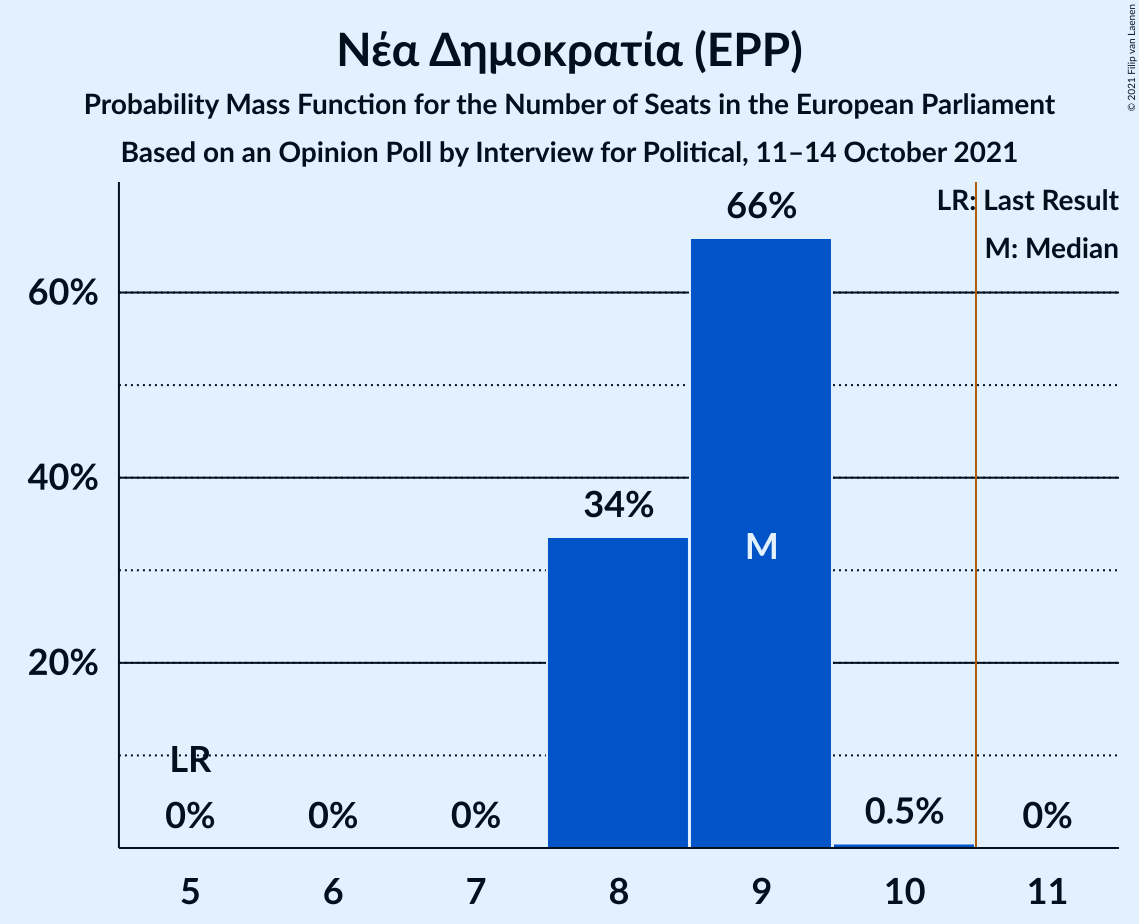 Νέα Δημοκρατία (EPP)
Probability Mass Function for the Number of Seats in the European Parliament
Based on an Opinion Poll by Interview for Political, 11–14 October 2021
© 2021 Filip van Laenen
LR: Last Result
M: Median
66%
60%
40%
34%
M
20%
LR
0%
0%
0%
0.5%
0%
5
6
7
8
9
10
11